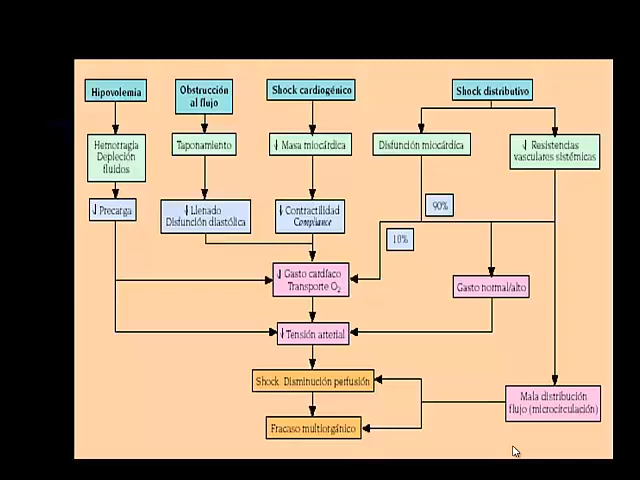 Hipovolemia
Obstrucción
al flujo
Shock cardiogénico
Shock distributivo
Hemorragia
Depleción
fluidos
Taponamiento
↓ Masa miocárdica
Disfunción miocárdica
↓ Resistencias
vasculares sistémicas
↓ Precarga
↓ Llenado
Disfunción diastólica
↓ Contractilidad
Compliance
90%
10%
↓ Gasto cardíaco
Transporte O₂
Gasto normal/alto
↓ Tensión arterial
Shock Disminución perfusión
Mala distribución
flujo (microcirculación)
Fracaso multiorgánico